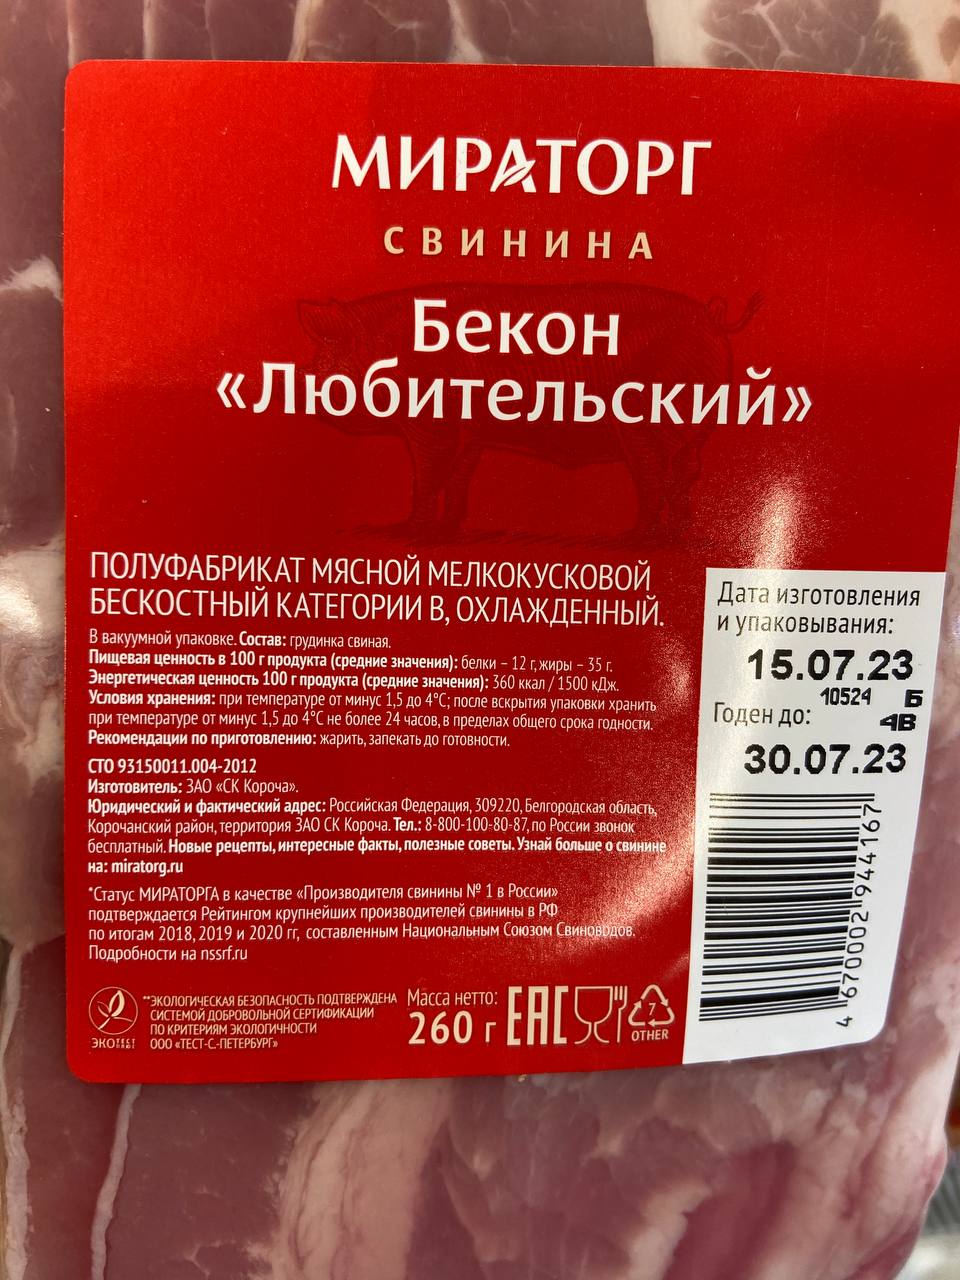 МИРАТОРГ
СВИНИНА
Бекон
«Любительский»
ПОЛУФАБРИКАТ МЯСНОЙ МЕЛКОКУСКОВОЙ
БЕСКОСТНЫЙ КАТЕГОРИИ В, ОХЛАЖДЕННЫЙ.
В вакуумной упаковке. Состав: грудинка свиная.
Пищевая ценность в 100 г продукта (средние значения): белки – 12 г, жиры – 35 г.
Энергетическая ценность 100 г продукта (средние значения): 360 ккал / 1500 кДж.
Условия хранения: при температуре от минус 1,5 до 4°С; после вскрытия упаковки хранить
при температуре от минус 1,5 до 4°С не более 24 часов, в пределах общего срока годности.
Рекомендации по приготовлению: жарить, запекать до готовности.
СТО 93150011.004-2012
Изготовитель: ЗАО «СК Короча».
Юридический и фактический адрес: Российская Федерация, 309220, Белгородская область,
Корочанский район, территория ЗАО СК Короча. Тел.: 8-800-100-80-87, по России звонок
бесплатный. Новые рецепты, интересные факты, полезные советы. Узнай больше о свинине
на: miratorg.ru
*Статус МИРАТОРГА в качестве «Производителя свинины № 1 в России»
подтверждается Рейтингом крупнейших производителей свинины в РФ
по итогам 2018, 2019 и 2020 гг, составленным Национальным Союзом Свиноводов.
Подробности на nssrf.ru
**ЭКОЛОГИЧЕСКАЯ БЕЗОПАСНОСТЬ ПОДТВЕРЖДЕНА
СИСТЕМОЙ ДОБРОВОЛЬНОЙ СЕРТИФИКАЦИИ
ПО КРИТЕРИЯМ ЭКОЛОГИЧНОСТИ
ООО «ТЕСТ-С.-ПЕТЕРБУРГ»
Масса нетто:
260 г
EAC
7
OTHER
Дата изготовления
и упаковывания:
15.07.23
10524 Б
Годен до: 4В
30.07.23
4 670002 944167